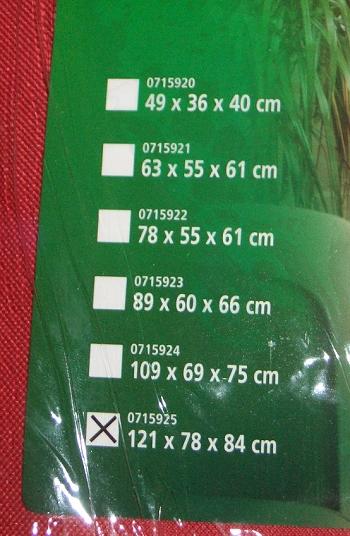 0715920
49 x 36 x 40 cm
0715921
63 x 55 x 61 cm
0715922
78 x 55 x 61 cm
0715923
89 x 60 x 66 cm
0715924
109 x 69 x 75 cm
0715925
121 x 78 x 84 cm